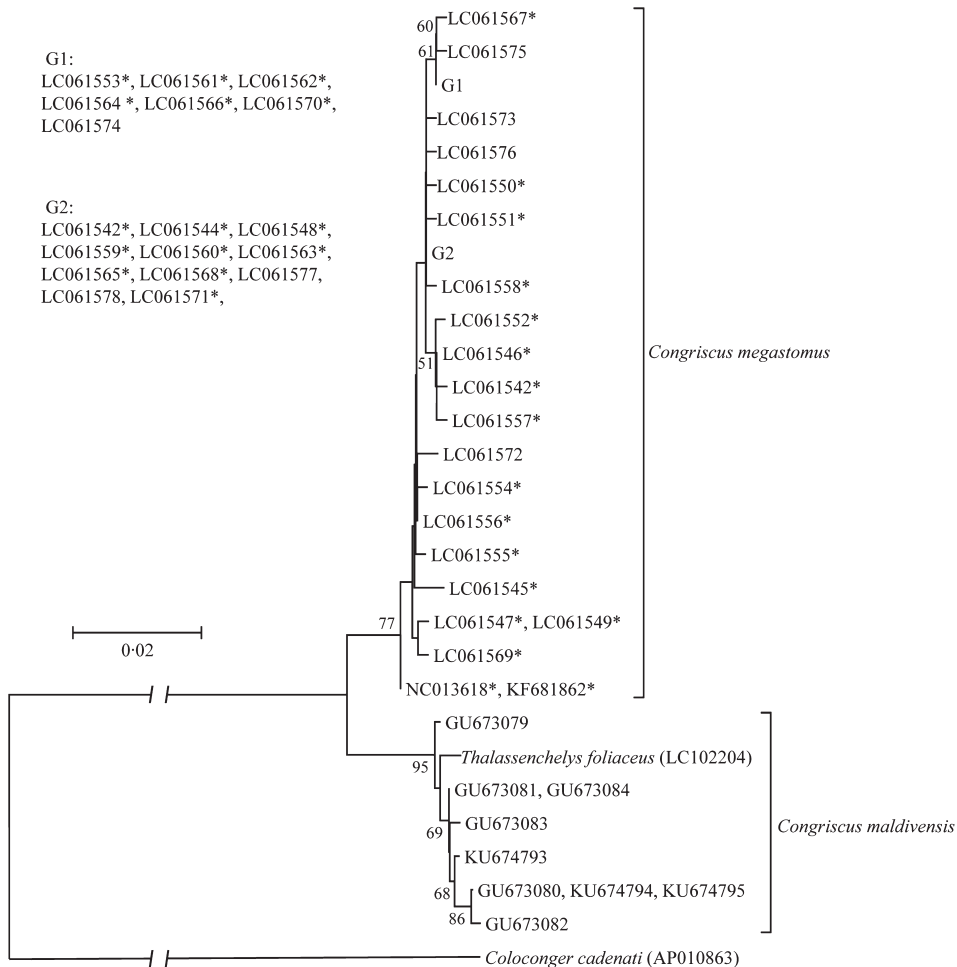 G1:
LC061553*, LC061561*, LC061562*,
LC061564 *, LC061566*, LC061570*,
LC061574
G2:
LC061542*, LC061544*, LC061548*,
LC061559*, LC061560*, LC061563*,
LC061565*, LC061568*, LC061577,
LC061578, LC061571*,
0·02
60
LC061567*
61
LC061575
G1
LC061573
LC061576
LC061550*
LC061551*
G2
LC061558*
LC061552*
LC061546*
51
LC061542*
LC061557*
LC061572
LC061554*
LC061556*
LC061555*
LC061545*
77
LC061547*, LC061549*
LC061569*
NC013618*, KF681862*
Congriscus megastomus
GU673079
95
Thalassenchelys foliaceus (LC102204)
GU673081, GU673084
69
GU673083
KU674793
68
GU673080, KU674794, KU674795
86
GU673082
Congriscus maldivensis
Coloconger cadenati (AP010863)